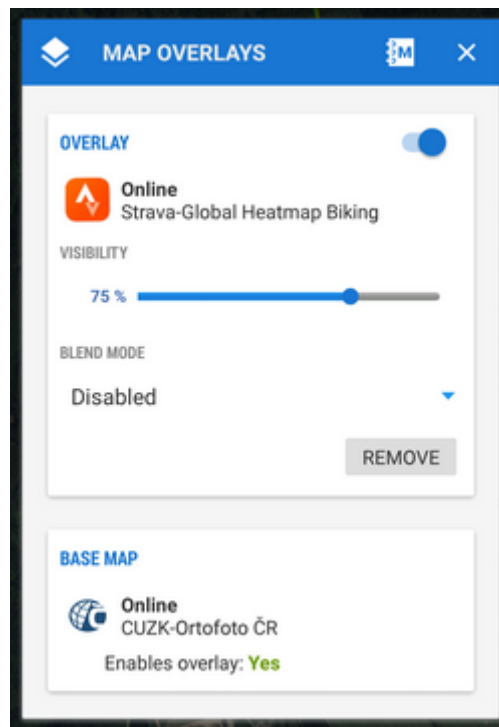 MAP OVERLAYS
M
OVERLAY
Online
Strava-Global Heatmap Biking
VISIBILITY
75 %
BLEND MODE
Disabled
REMOVE
BASE MAP
Online
CUZK-Ortofoto ČR
Enables overlay: Yes